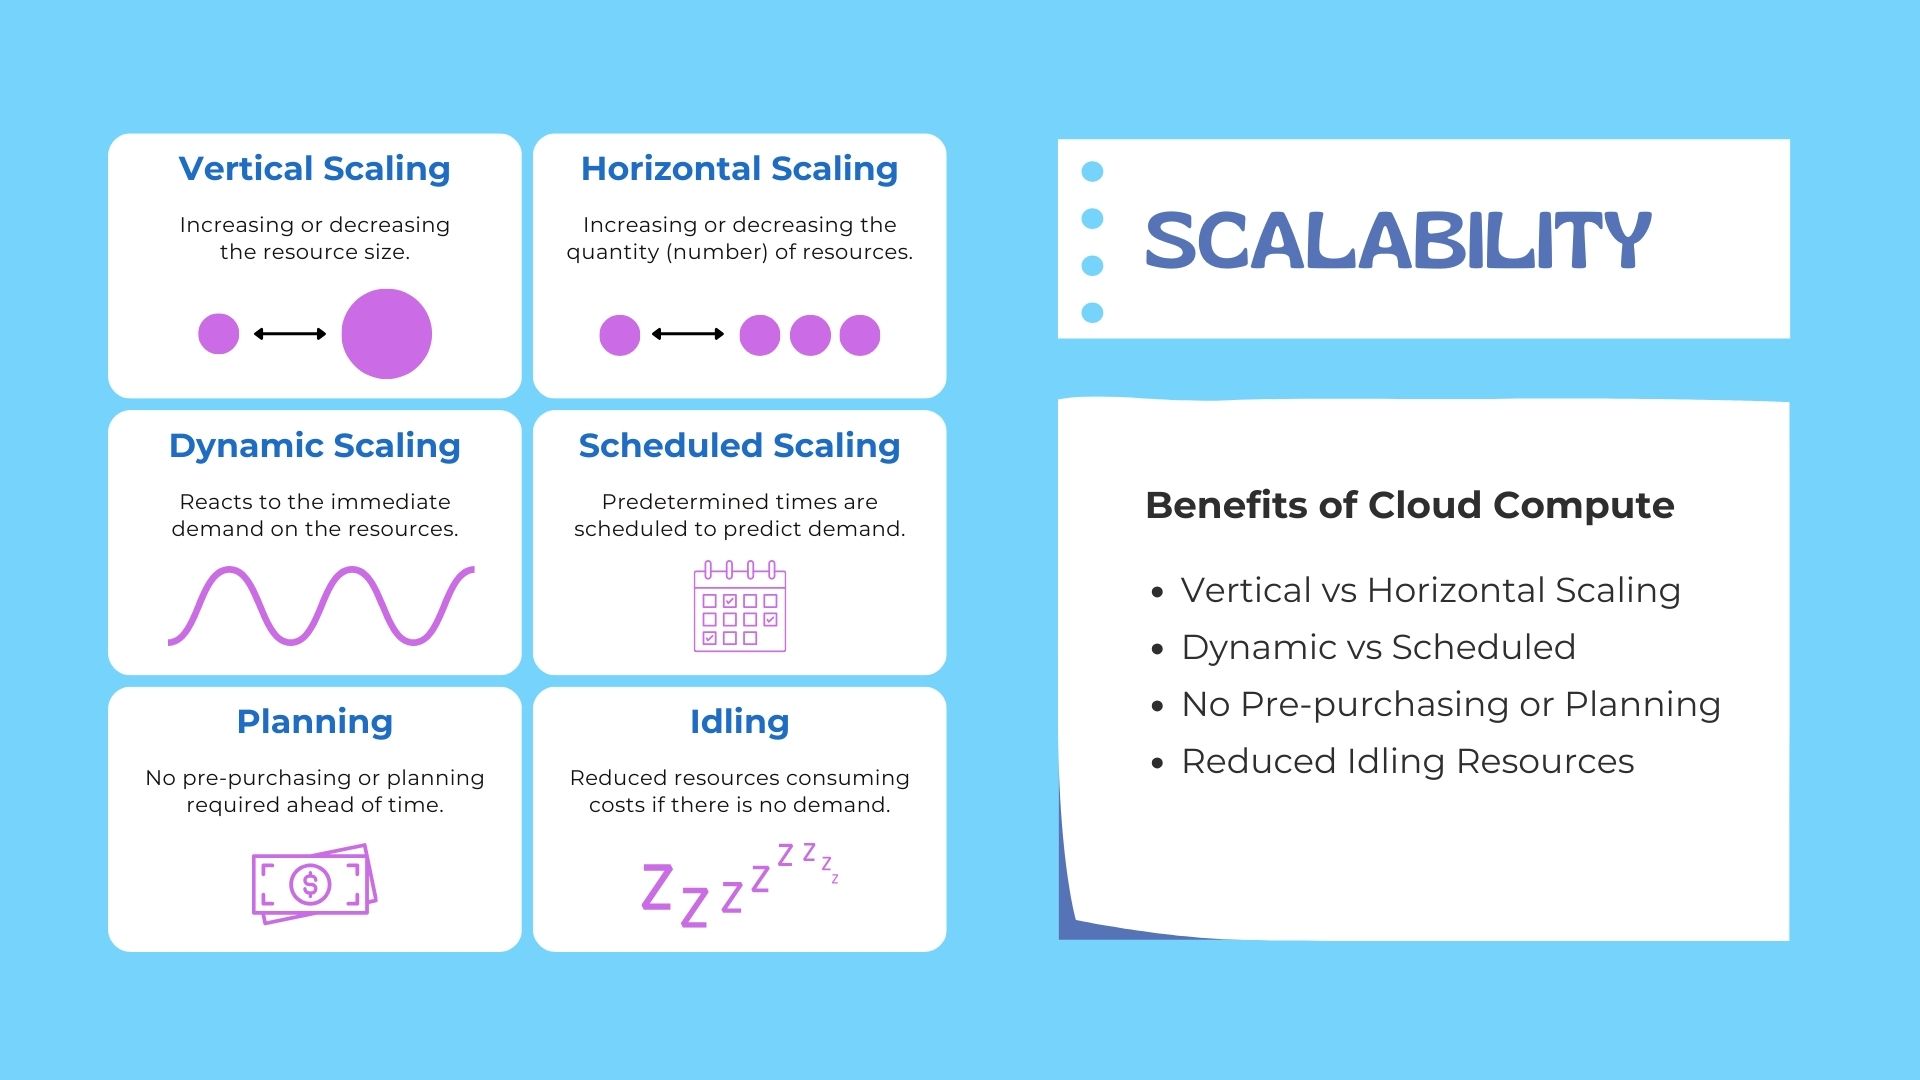 Vertical Scaling
Increasing or decreasing
the resource size.
Horizontal Scaling
Increasing or decreasing the
quantity (number) of resources.
Dynamic Scaling
Reacts to the immediate
demand on the resources.
Scheduled Scaling
Predetermined times are
scheduled to predict demand.
Planning
No pre-purchasing or planning
required ahead of time.
$
Idling
Reduced resources consuming
costs if there is no demand.
Z Z Z Z Z Z Z Z
SCALABILITY
Benefits of Cloud Compute
• Vertical vs Horizontal Scaling
• Dynamic vs Scheduled
• No Pre-purchasing or Planning
• Reduced Idling Resources